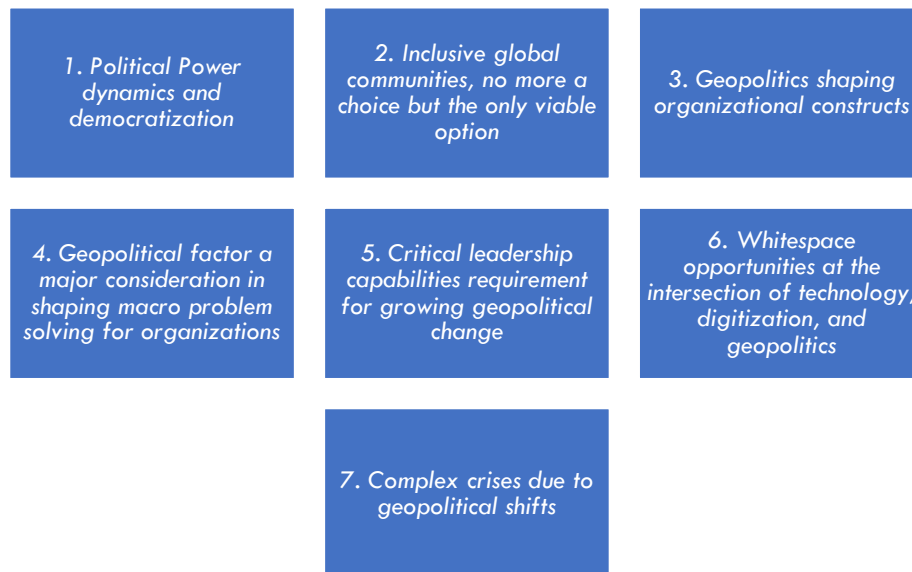 1. Political Power
dynamics and
democratization
2. Inclusive global
communities, no more a
choice but the only viable
option
3. Geopolitics shaping
organizational constructs
4. Geopolitical factor a
major consideration in
shaping macro problem
solving for organizations
5. Critical leadership
capabilities requirement
for growing geopolitical
change
6. Whitespace
opportunities at the
intersection of technology,
digitization, and
geopolitics
7. Complex crises due to
geopolitical shifts